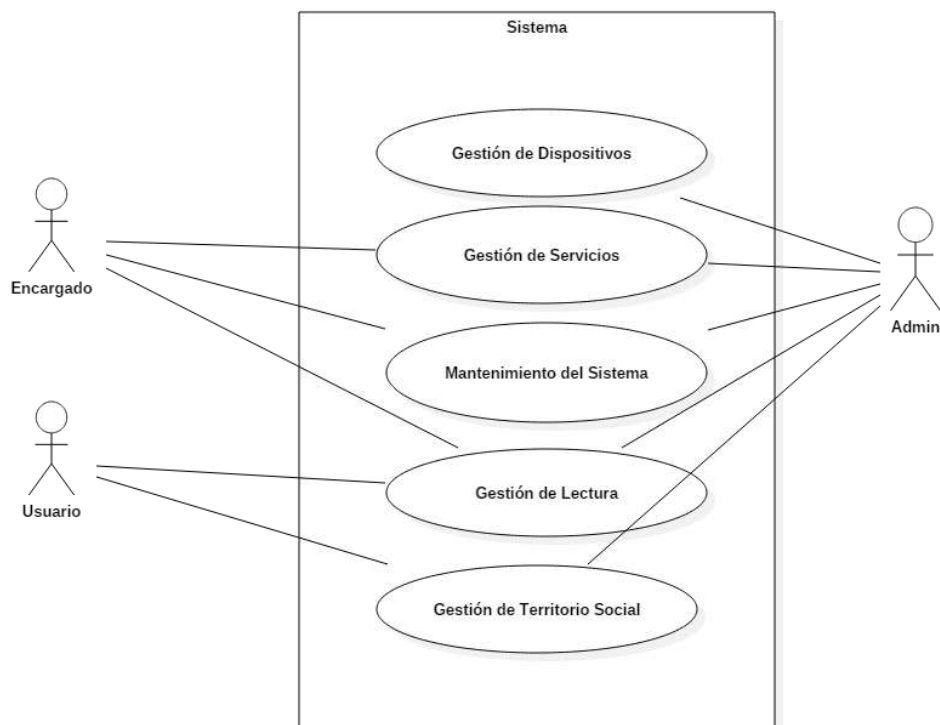 Sistema
Gestión de Dispositivos
Gestión de Servicios
Encargado
Admin
Mantenimiento del Sistema
Gestión de Lectura
Usuario
Gestión de Territorio Social